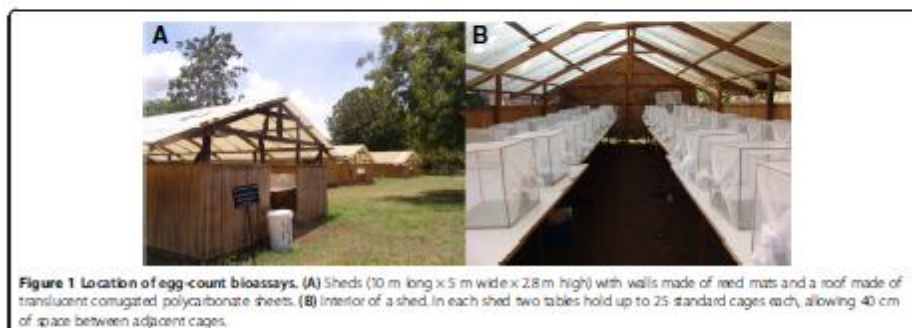 A
B
Figure 1 Location of egg-count bioassays. (A) Sheds (10 m long × 5 m wide × 2.8 m high) with walls made of reed mats and a roof made of
translucent corrugated polycarbonate sheets. (B) Interior of a shed. In each shed two tables hold up to 25 standard cages each, allowing 40 cm
of space between adjacent cages.